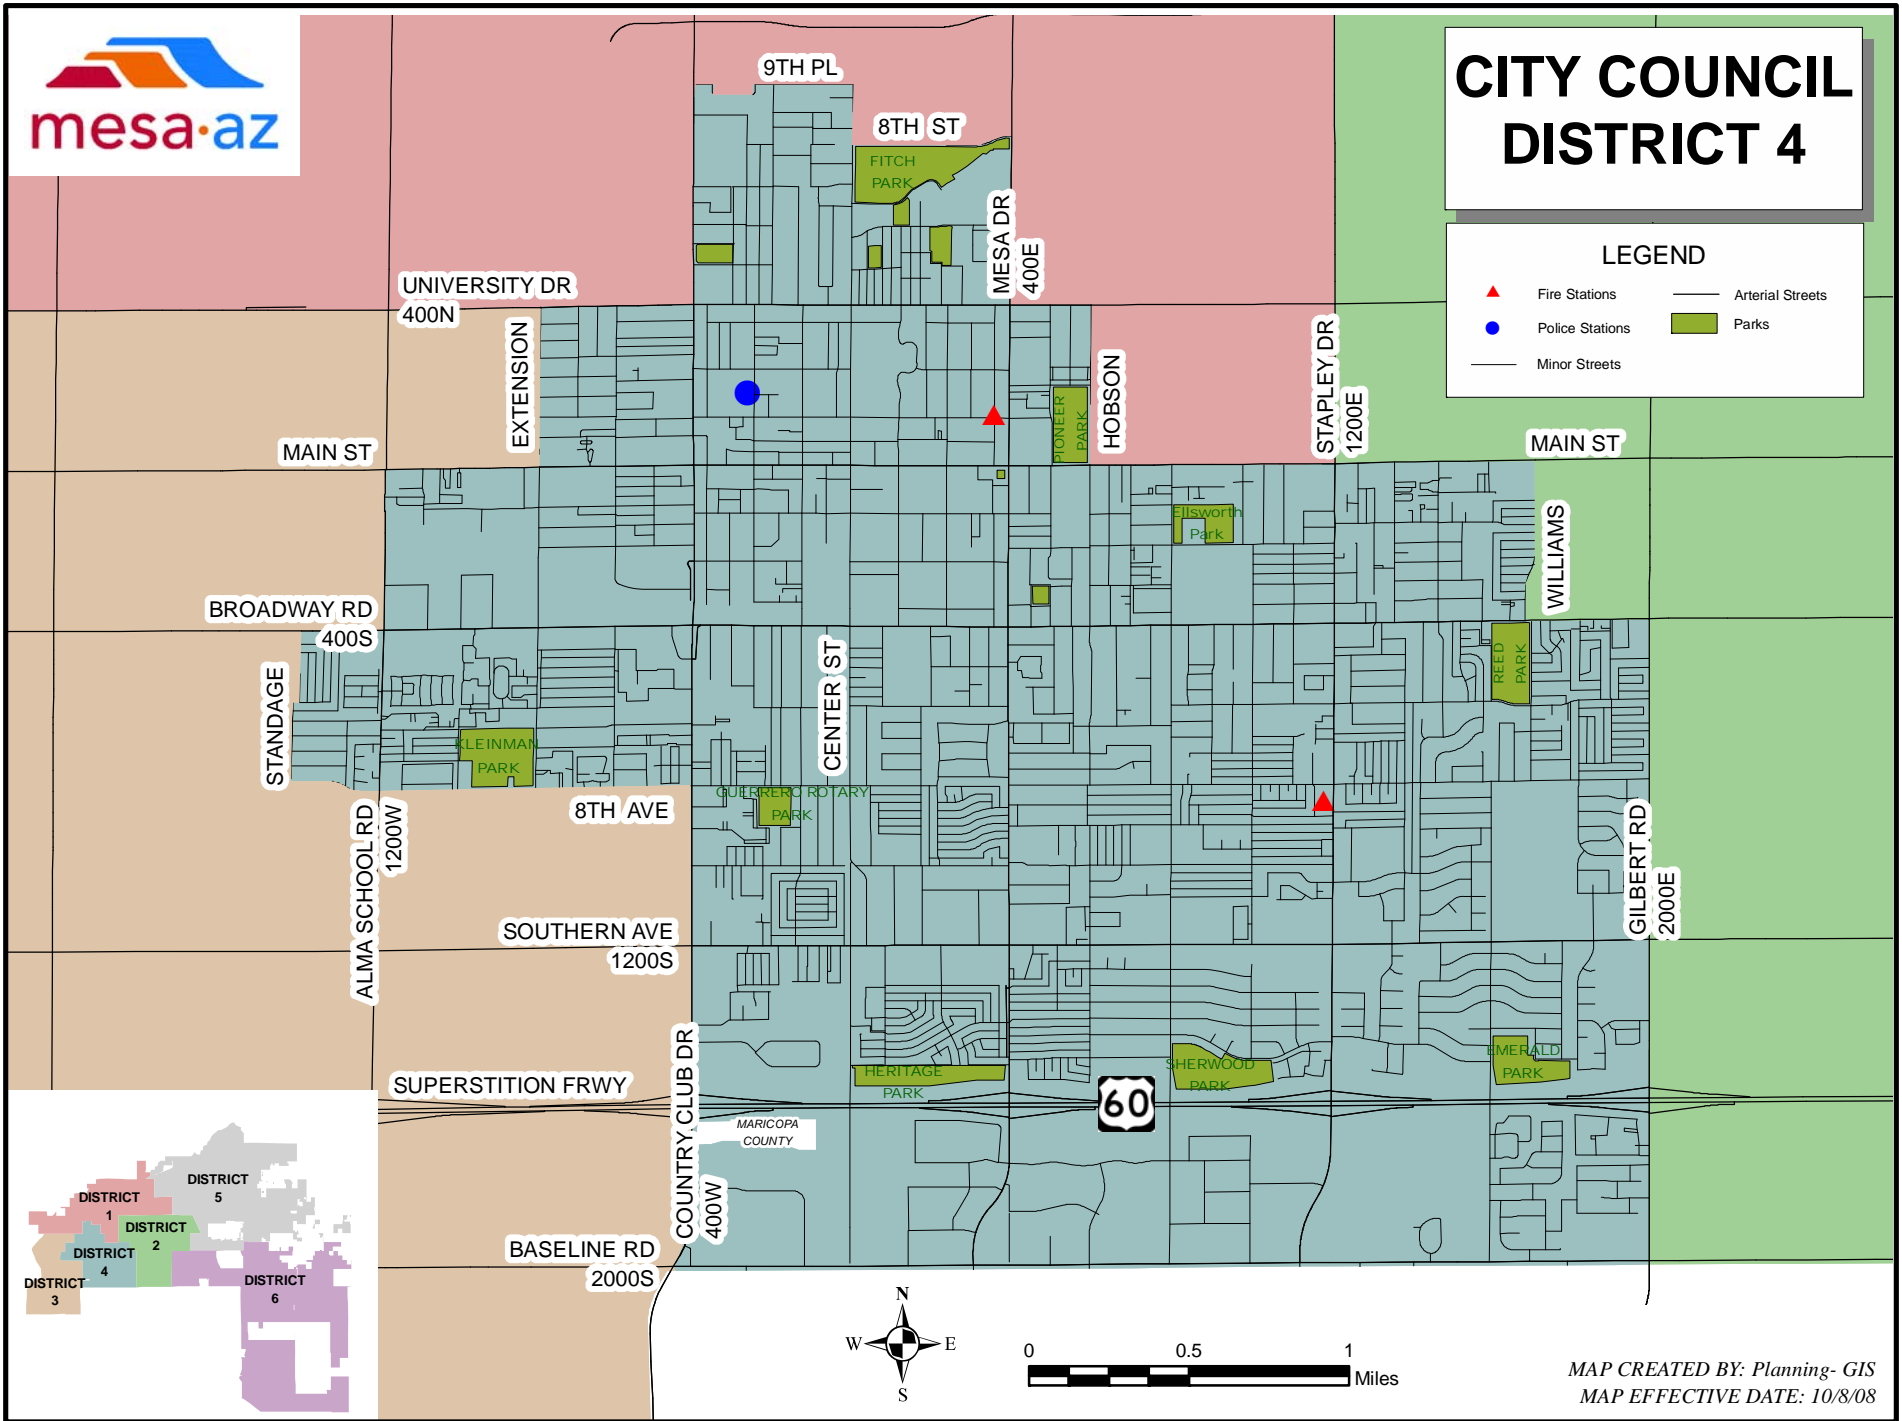 mesa·az
CITY COUNCIL
DISTRICT 4
LEGEND
Fire Stations
Arterial Streets
Police Stations
Parks
Minor Streets
9TH PL
8TH ST
FITCH
PARK
MESA DR
400E
UNIVERSITY DR
400N
EXTENSION
HOBSON
STAPLEY DR
1200E
PIONEER
PARK
MAIN ST
MAIN ST
Ellsworth
Park
WILLIAMS
BROADWAY RD
400S
STANDAGE
CENTER ST
REED
PARK
KLEINMAN
PARK
GUERRERO ROTARY
PARK
8TH AVE
ALMA SCHOOL RD
1200W
GILBERT RD
2000E
SOUTHERN AVE
1200S
COUNTRY CLUB DR
400W
HERITAGE
PARK
SHERWOOD
PARK
EMERALD
PARK
SUPERSTITION FRWY
60
MARICOPA
COUNTY
BASELINE RD
2000S
DISTRICT
1
DISTRICT
5
DISTRICT
2
DISTRICT
4
DISTRICT
3
DISTRICT
6
N
W
E
S
0
0.5
1
Miles
MAP CREATED BY: Planning- GIS
MAP EFFECTIVE DATE: 10/8/08